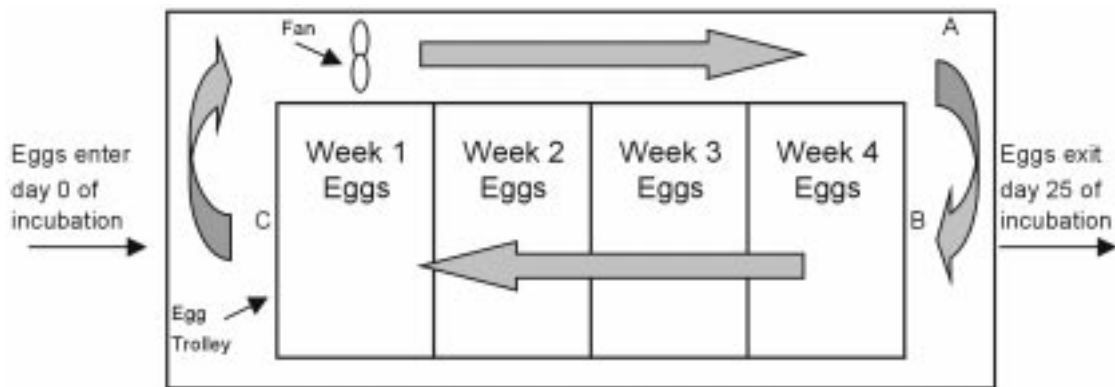 Fan
A
Week 1
Eggs
Week 2
Eggs
Week 3
Eggs
Week 4
Eggs
Eggs enter
day 0 of
incubation
C
B
Eggs exit
day 25 of
incubation
Egg
Trolley